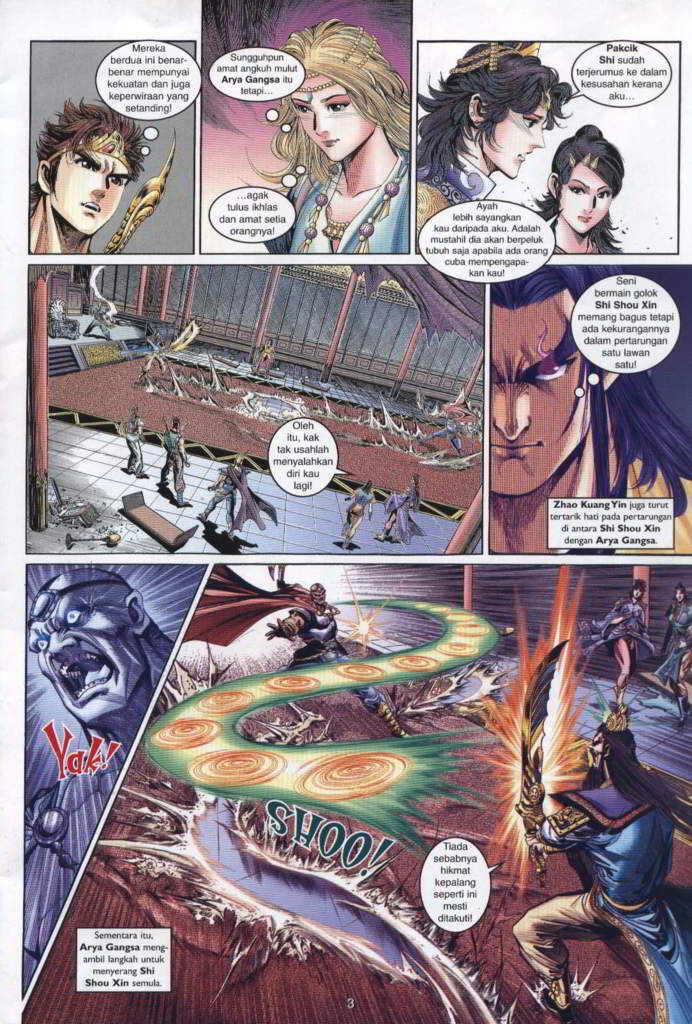 Mereka
berdua ini benar-
benar mempunyai
kekuatan dan juga
keperwiraan yang
setanding!
Sungguhpun
amat angkuh mulut
Arya Gangsa itu
tetapi...
...agak
tulus ikhlas
dan amat setia
orangnya!
Pakcik
Shi sudah
terjerumus ke dalam
kesusahan kerana
aku...
Ayah
lebih sayangkan
kau daripada aku. Adalah
mustahil dia akan berpeluk
tubuh saja apabila ada orang
cuba mempengapa-
kan kau!
Oleh
itu, kak
tak usahlah
menyalahkan
diri kau
lagi!
Seni
bermain golok
Shi Shou Xin
memang bagus tetapi
ada kekurangannya
dalam pertarungan
satu lawan
satu!
Zhao Kuang Yin juga turut
tertarik hati pada pertarungan
di antara Shi Shou Xin
dengan Arya Gangsa.
Yak!
SHOO!
Tiada
sebabnya
hikmat
kepalang
seperti ini
mesti
ditakuti!
Sementara itu,
Arya Gangsa meng-
ambil langkah untuk
menyerang Shi
Shou Xin semula.
3